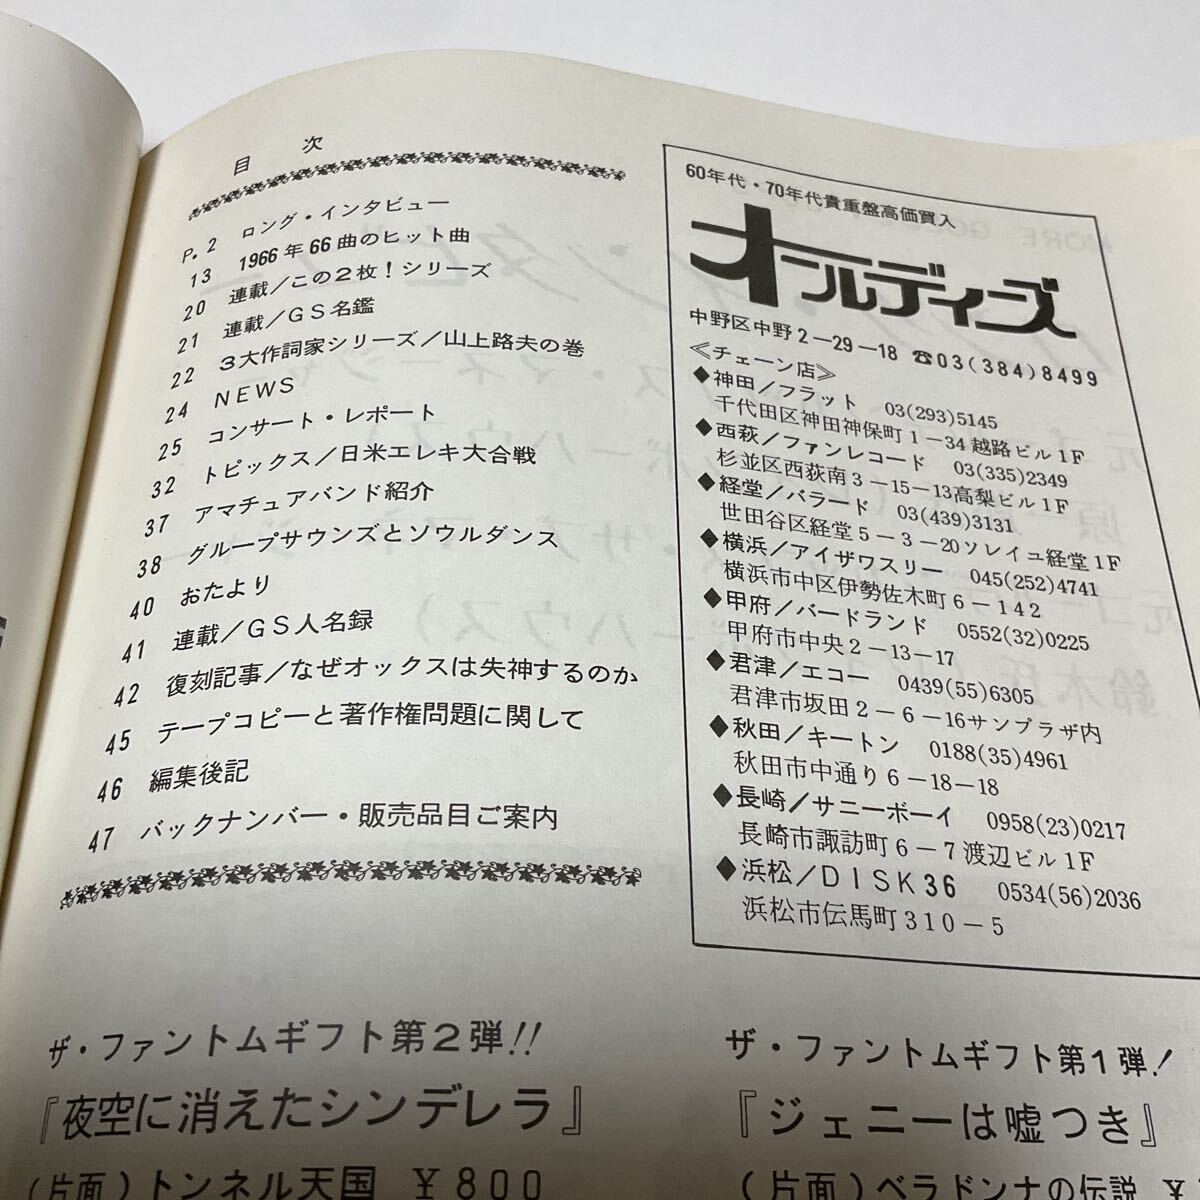 目 次
P.2 ロング・インタビュー
13 1966年66曲のヒット曲
20 連載/この2枚!シリーズ
21 連載/GS名鑑
22 3大作詞家シリーズ/山上路夫の巻
24 NEWS
25 コンサート・レポート
32 トピックス/日米エレキ大合戦
37 アマチュアバンド紹介
38 グループサウンズとソウルダンス
40 おたより
41 連載/GS人名録
42 復刻記事/なぜオックスは失神するのか
45 テープコピーと著作権問題に関して
46 編集後記
47 バックナンバー・販売品目ご案内
60年代・70年代貴重盤高価買入
オールディーズ
中野区中野2-29-18 ☎03(384)8499
≪チェーン店≫
◆神田/フラット 03(293)5145
千代田区神田神保町1-34越路ビル1F
◆西萩/ファンレコード 03(335)2349
杉並区西荻南3-15-13高梨ビル1F
◆経堂/バラード 03(439)3131
世田谷区経堂5-3-20ソレイユ経堂1F
◆横浜/アイザワスリー 045(252)4741
横浜市中区伊勢佐木町6-142
◆甲府/バードランド 0552(32)0225
甲府市中央2-13-17
◆君津/エコー 0439(55)6305
君津市坂田2-6-16サンプラザ内
◆秋田/キートン 0188(35)4961
秋田市中通り6-18-18
◆長崎/サニーボーイ 0958(23)0217
長崎市諏訪町6-7渡辺ビル1F
◆浜松/DISK36 0534(56)2036
浜松市伝馬町310-5
ザ・ファントムギフト第2弾!!
『夜空に消えたシンデレラ』
(片面)トンネル天国 ¥800
ザ・ファントムギフト第1弾!
『ジェニーは嘘つき』
(片面)ベラドンナの伝説 ¥